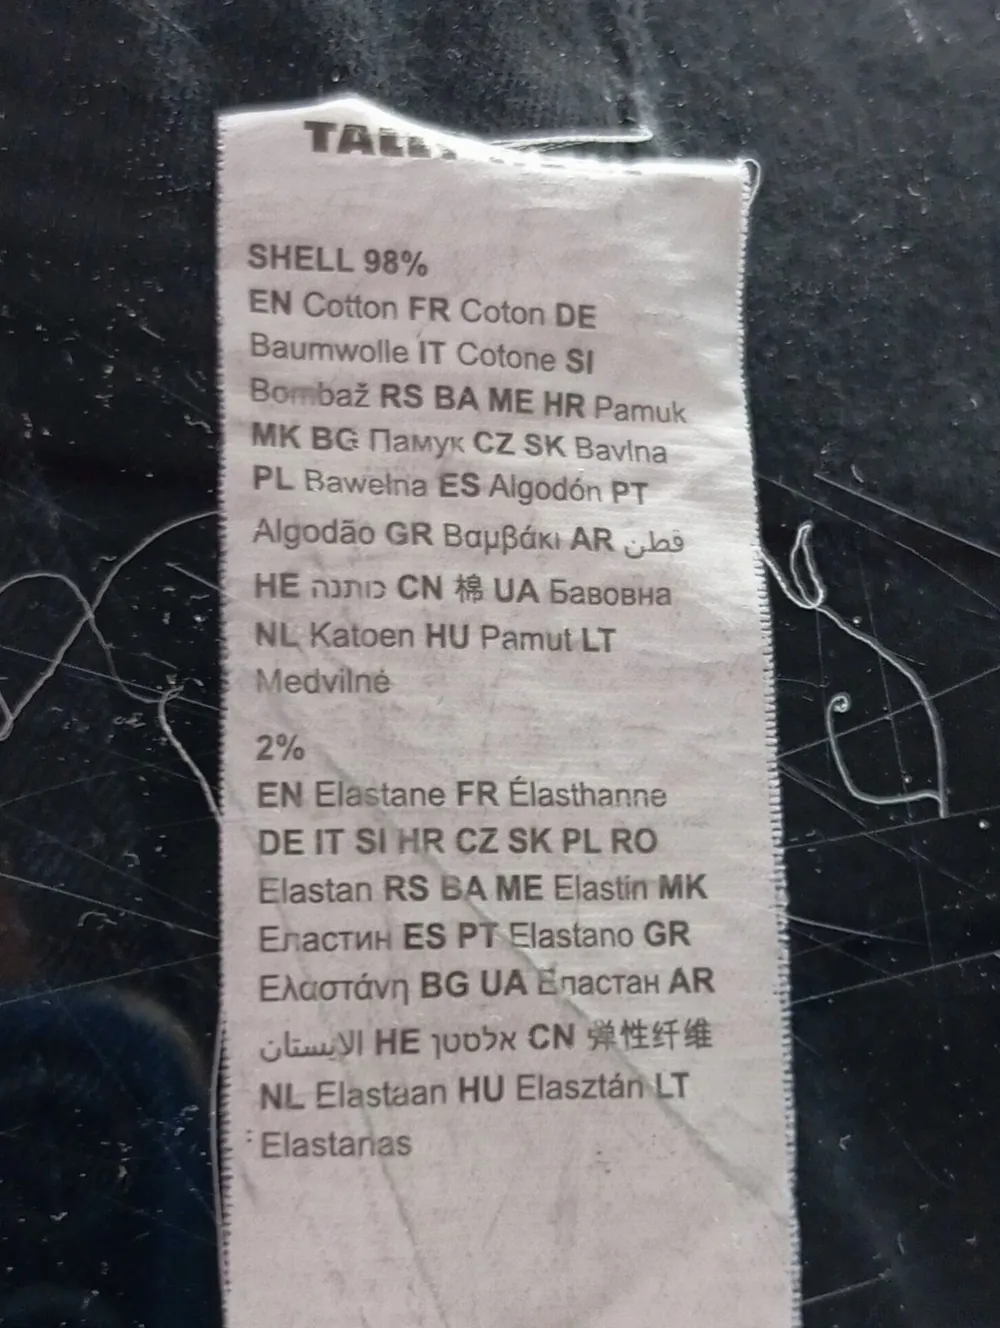 SHELL 98%
EN Cotton FR Coton DE
Baumwolle IT Cotone SI
Bombaž RS BA ME HR Pamuk
MK BG Памук CZ SK Bavlna
PL Bawełna ES Algodón PT
Algodão GR Βαμβάκι AR قطن
HE כותנה CN 棉 UA Бавовна
NL Katoen HU Pamut LT
Medvilnė
2%
EN Elastane FR Élasthanne
DE IT SI HR CZ SK PL RO
Elastan RS BA ME Elastin MK
Еластин ES PT Elastano GR
Ελαστάνη BG UA Еластан AR
الايستان HE אלסטן CN 弹性纤维
NL Elastaan HU Elasztán LT
Elastanas